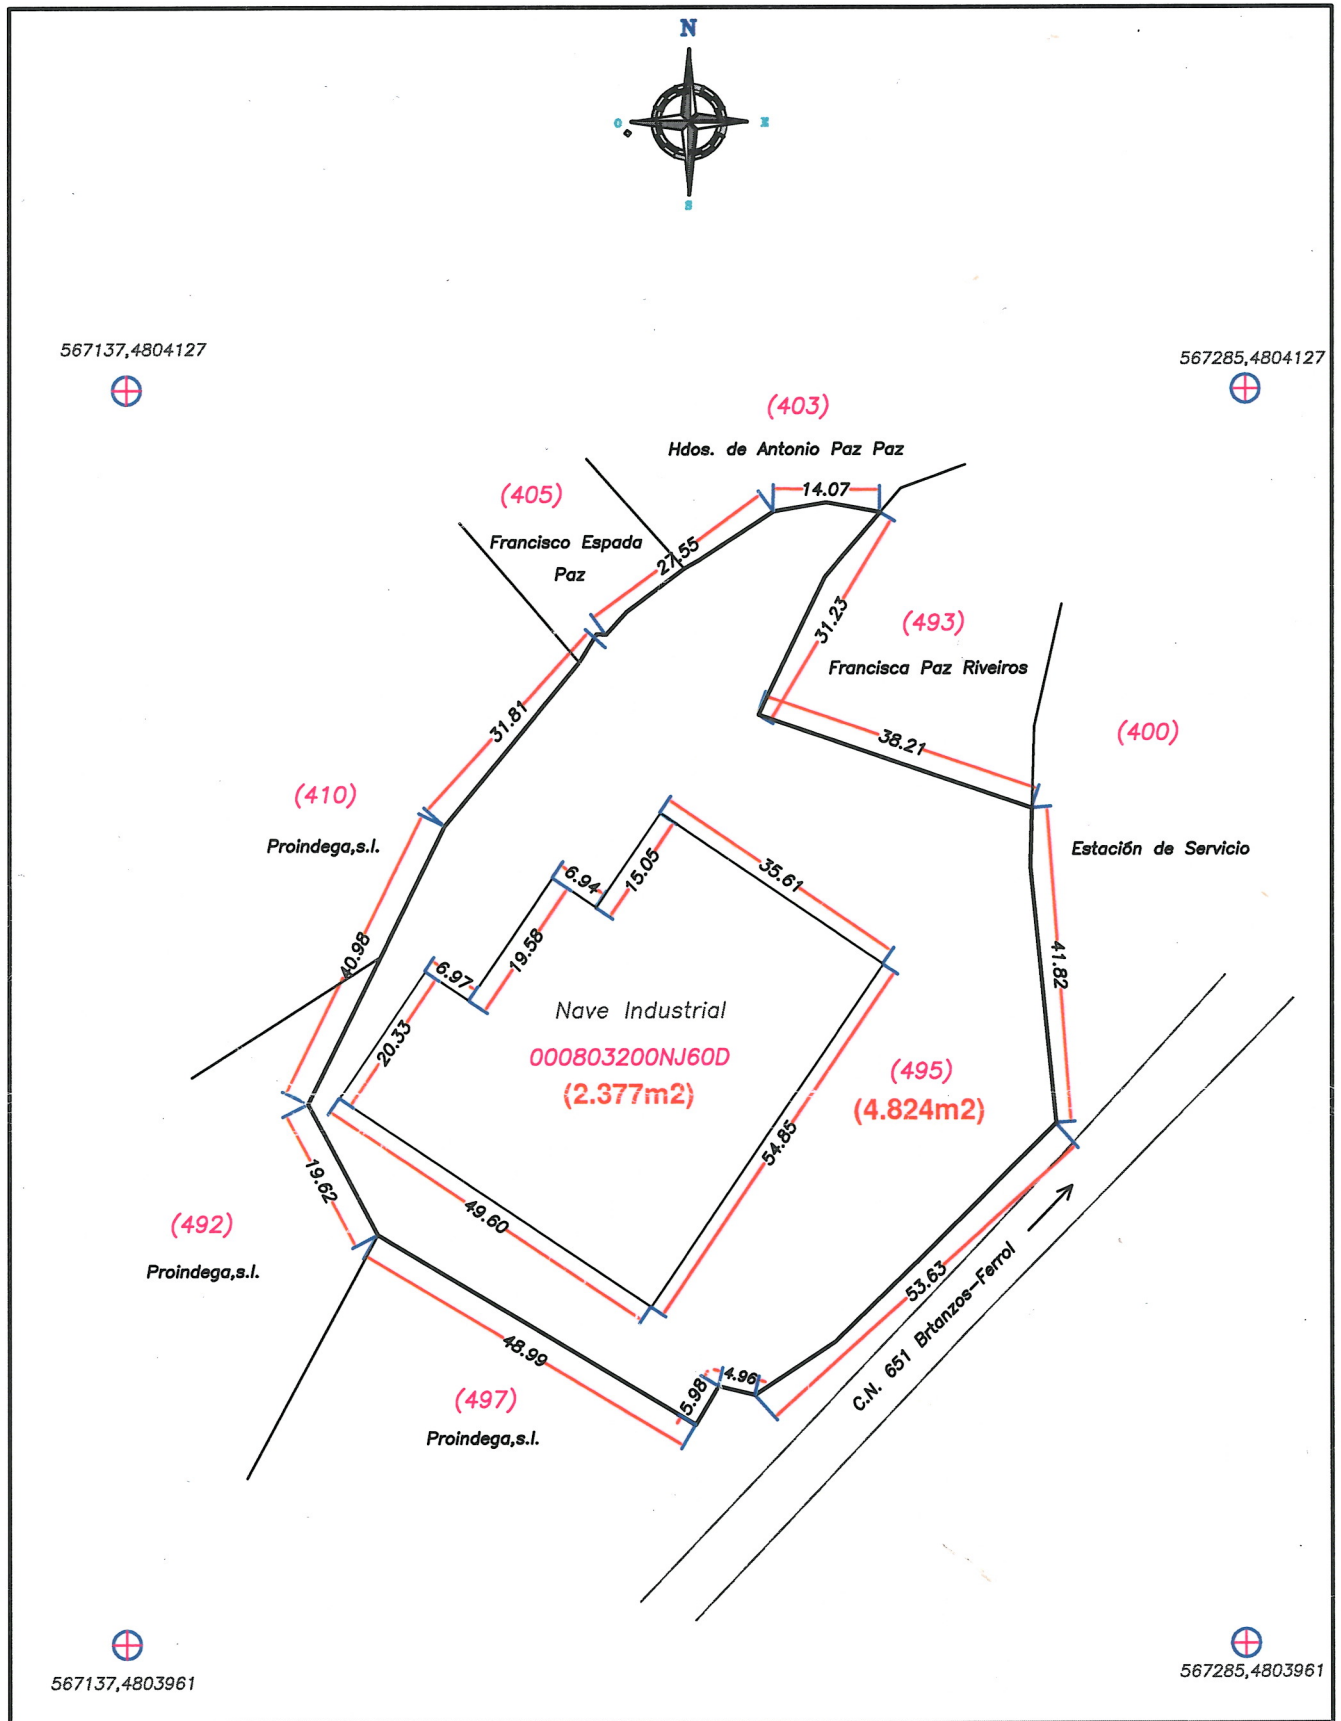 N
O
E
S
567137,4804127
567285,4804127
(403)
Hdos. de Antonio Paz Paz
14.07
(405)
Francisco Espada
Paz
27.55
31.23
(493)
Francisca Paz Riveiros
31.81
38.21
(400)
(410)
Proindega,s.l.
Estación de Servicio
35.61
15.05
6.94
40.98
19.58
41.82
6.97
Nave Industrial
000803200NJ60D
(2.377m2)
20.33
(495)
(4.824m2)
54.85
19.62
49.60
(492)
Proindega,s.l.
53.63
C.N. 651 Brtanzos-Ferrol
48.99
4.96
5.98
(497)
Proindega,s.l.
567137,4803961
567285,4803961